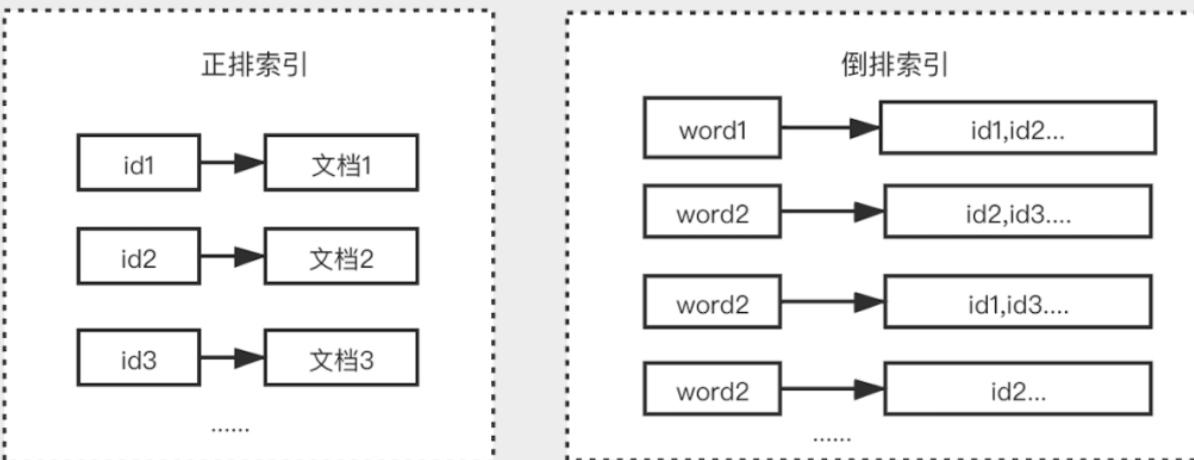 正排索引
id1 文档1
id2 文档2
id3 文档3
......
倒排索引
word1 id1,id2...
word2 id2,id3....
word2 id1,id3....
word2 id2...
......